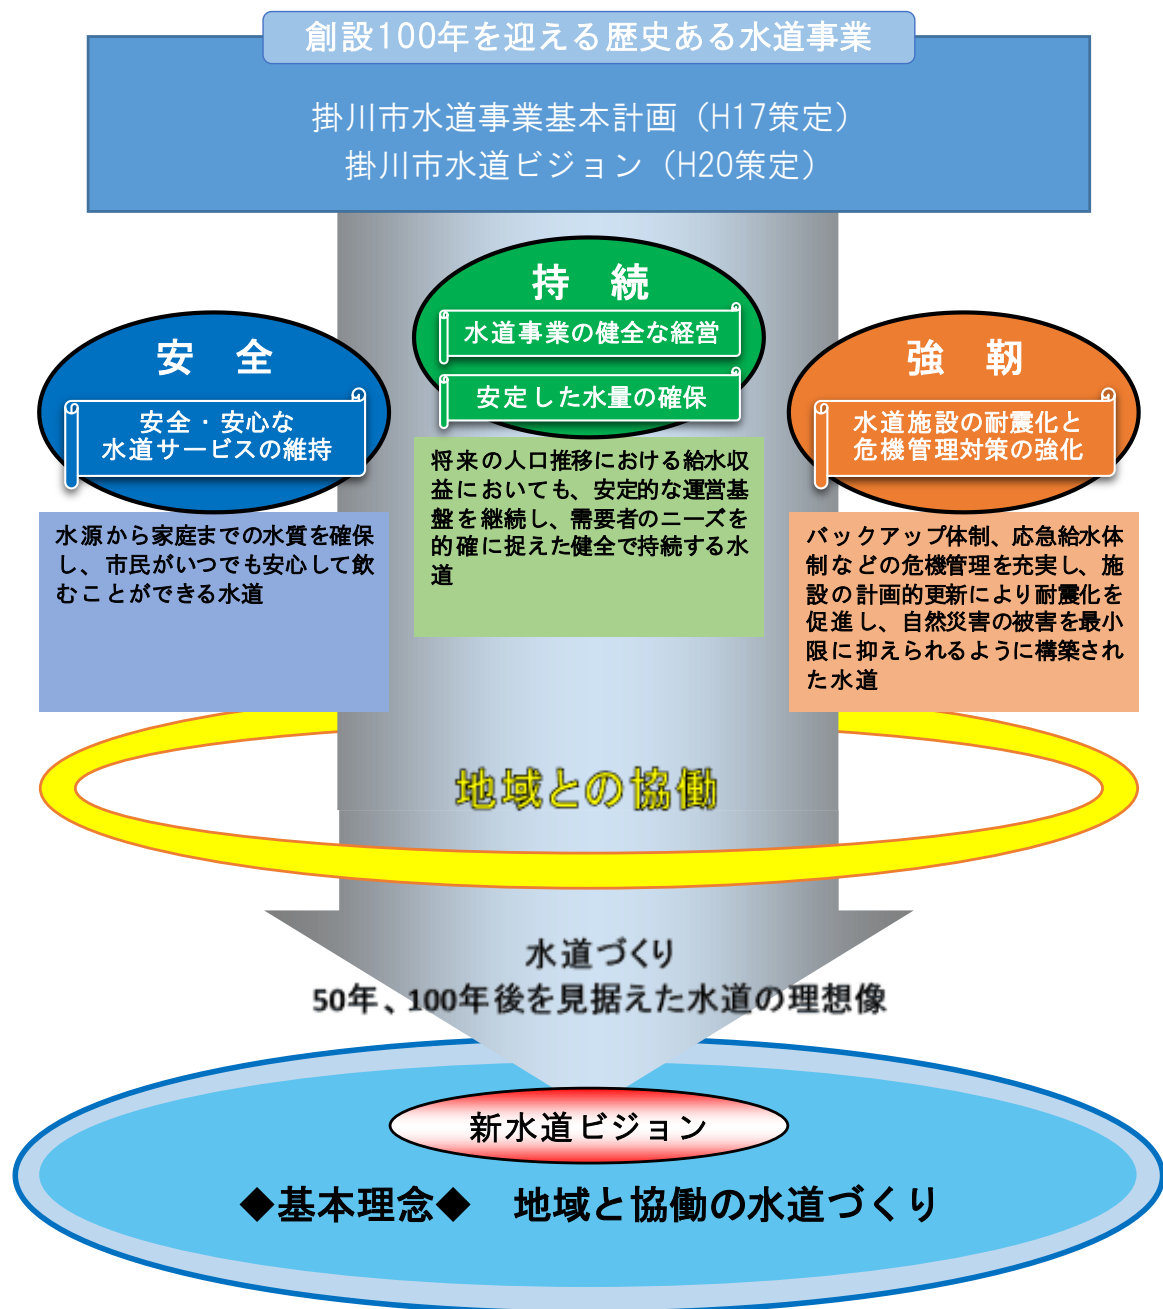 創設100年を迎える歴史ある水道事業
掛川市水道事業基本計画（H17策定）
掛川市水道ビジョン（H20策定）
持　続
水道事業の健全な経営
安定した水量の確保
将来の人口推移における給水収
益においても、安定的な運営基
盤を継続し、需要者のニーズを
的確に捉えた健全で持続する水
道
安　全
安全・安心な
水道サービスの維持
水源から家庭までの水質を確保
し、市民がいつでも安心して飲
むことができる水道
強　靭
水道施設の耐震化と
危機管理対策の強化
バックアップ体制、応急給水体
制などの危機管理を充実し、施
設の計画的更新により耐震化を
促進し、自然災害の被害を最小
限に抑えられるように構築され
た水道
地域との協働
水道づくり
50年、100年後を見据えた水道の理想像
新水道ビジョン
◆基本理念◆　地域と協働の水道づくり